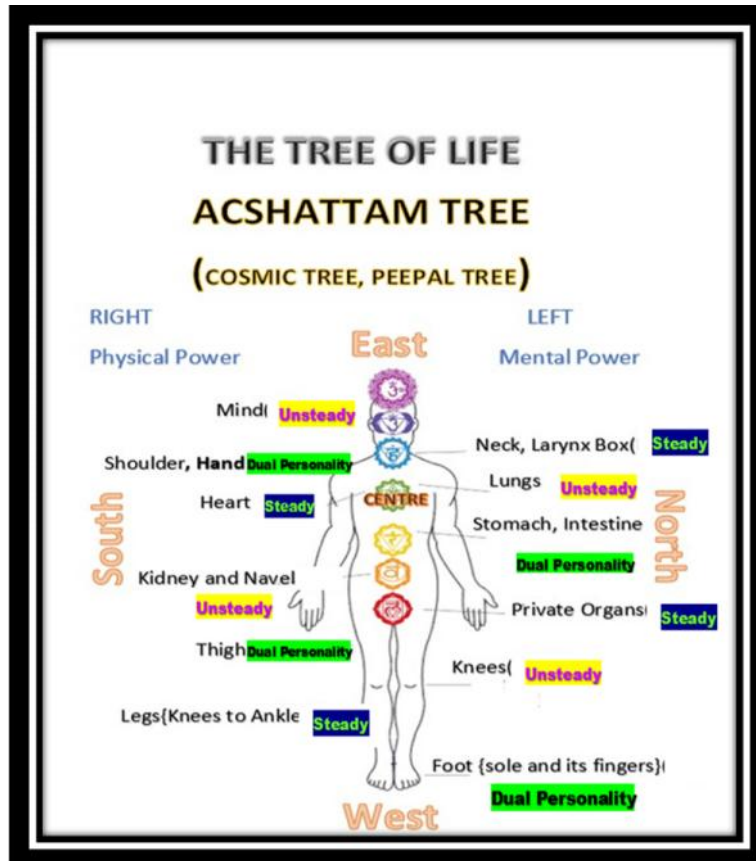 THE TREE OF LIFE
ACSHATTAM TREE
(COSMIC TREE, PEEPAL TREE)
RIGHT
LEFT
Physical Power
East
Mental Power
Mind( Unsteady
Neck, Larynx Box( Steady
Shoulder, Hand Dual Personality
Lungs Unsteady
Heart Steady
CENTRE
Stomach, Intestine
Dual Personality
South
North
Kidney and Navel
Unsteady
Private Organs( Steady
Thigh Dual Personality
Knees( Unsteady
Legs{Knees to Ankle Steady
Foot {sole and its fingers}(
Dual Personality
West